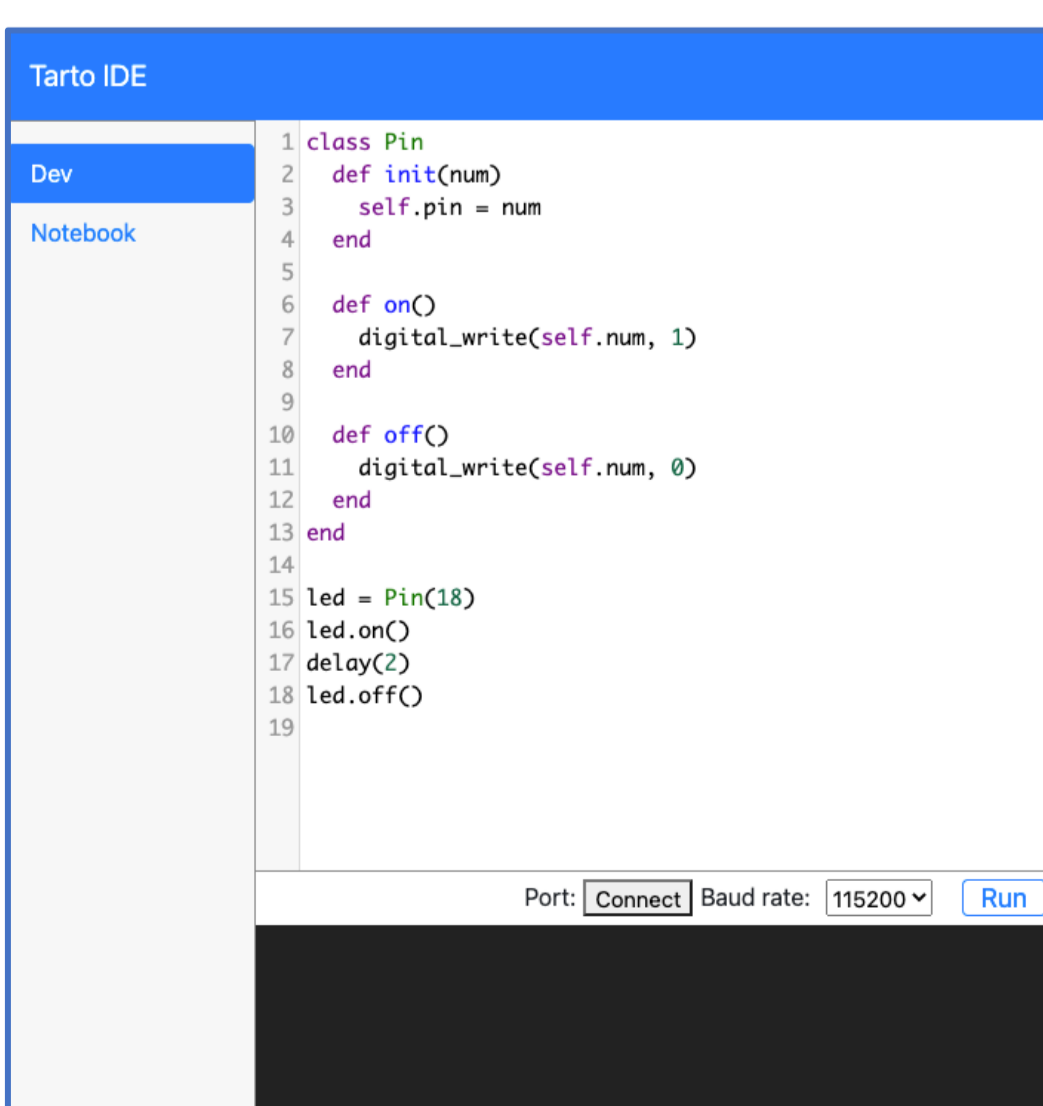 Tarto IDE
Dev
Notebook
1 class Pin
2   def init(num)
3     self.pin = num
4   end
5
6   def on()
7     digital_write(self.num, 1)
8   end
9
10   def off()
11     digital_write(self.num, 0)
12   end
13 end
14
15 led = Pin(18)
16 led.on()
17 delay(2)
18 led.off()
19
Port: Connect Baud rate: 115200 Run